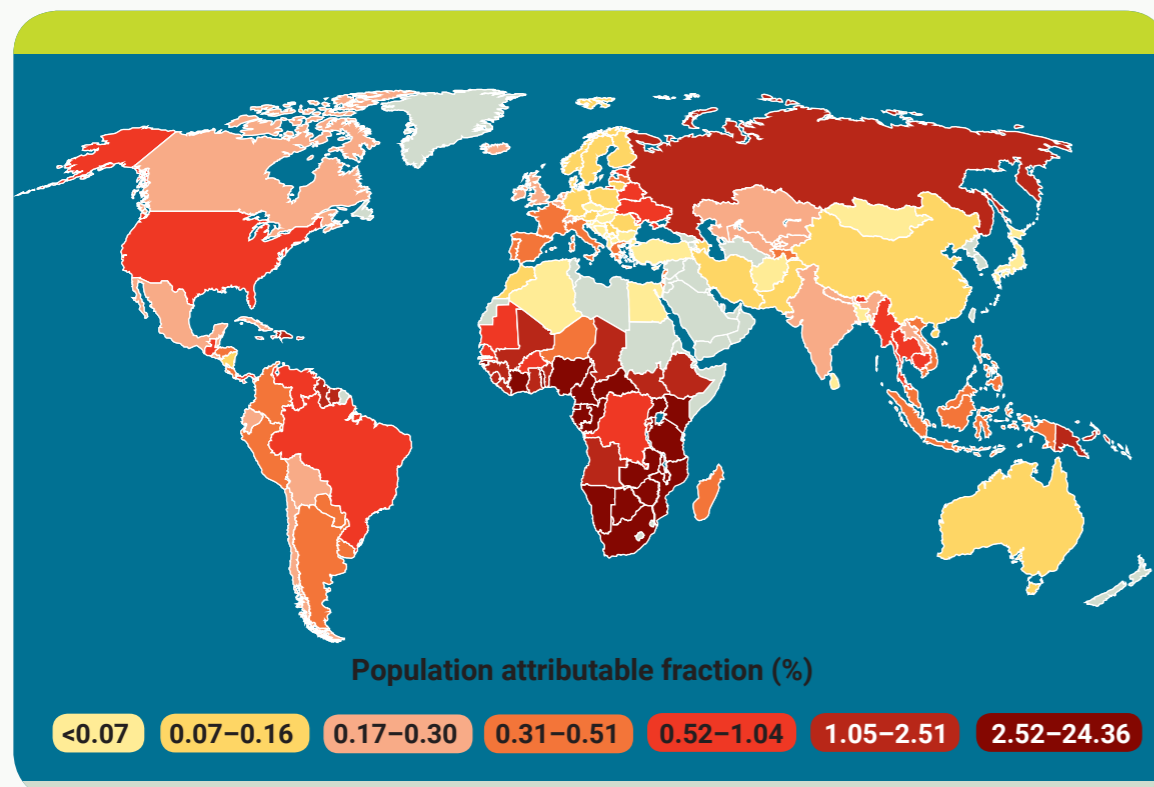 Population attributable fraction (%)
<0.07 0.07–0.16 0.17–0.30 0.31–0.51 0.52–1.04 1.05–2.51 2.52–24.36